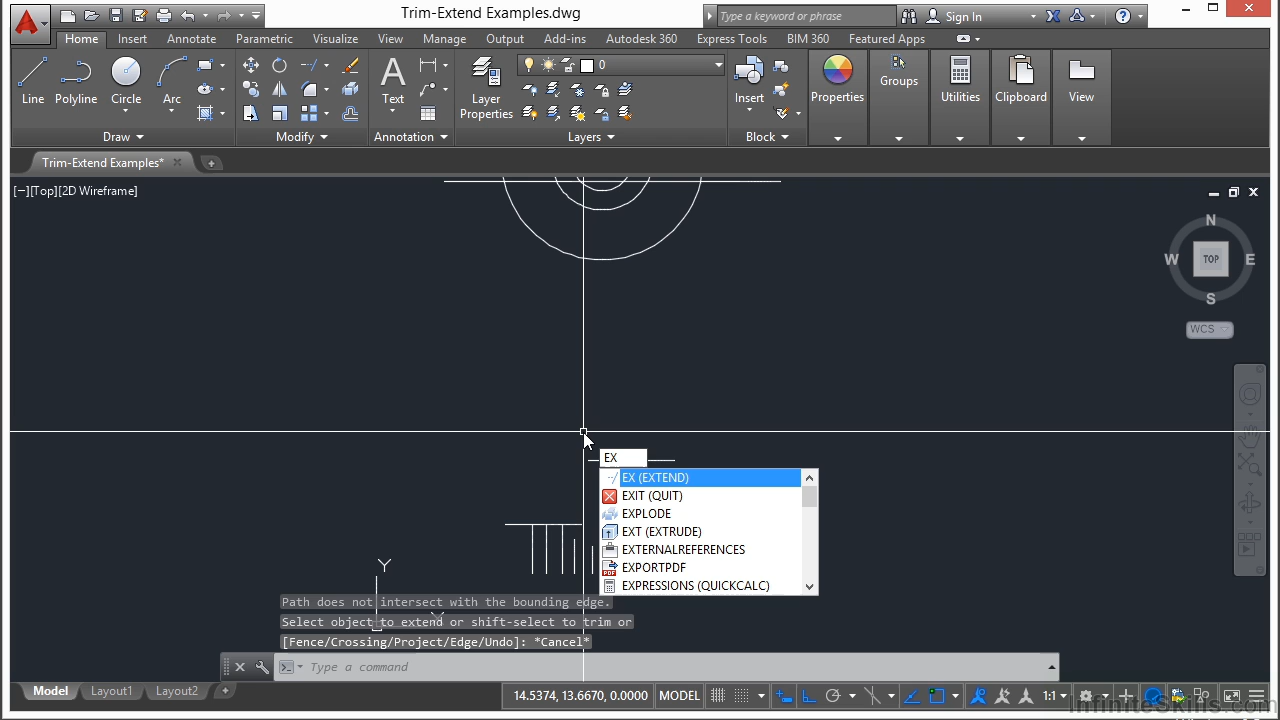 Trim-Extend Examples.dwg
Type a keyword or phrase
Sign In
Home Insert Annotate Parametric Visualize View Manage Output Add-ins Autodesk 360 Express Tools BIM 360 Featured Apps
0
Line Polyline Circle Arc
Text
Layer
Properties
Insert
Properties
Groups
Utilities
Clipboard
View
Draw
Modify
Annotation
Layers
Block
Trim-Extend Examples*
[−][Top][2D Wireframe]
N
W TOP E
S
WCS
EX
EX (EXTEND)
EXIT (QUIT)
EXPLODE
EXT (EXTRUDE)
EXTERNALREFERENCES
EXPORTPDF
EXPRESSIONS (QUICKCALC)
Y
Path does not intersect with the bounding edge.
Select object to extend or shift-select to trim or
[Fence/Crossing/Project/Edge/Undo]: *Cancel*
Type a command
Model Layout1 Layout2
14.5374, 13.6670, 0.0000 MODEL
1:1
InfiniteSkills.com